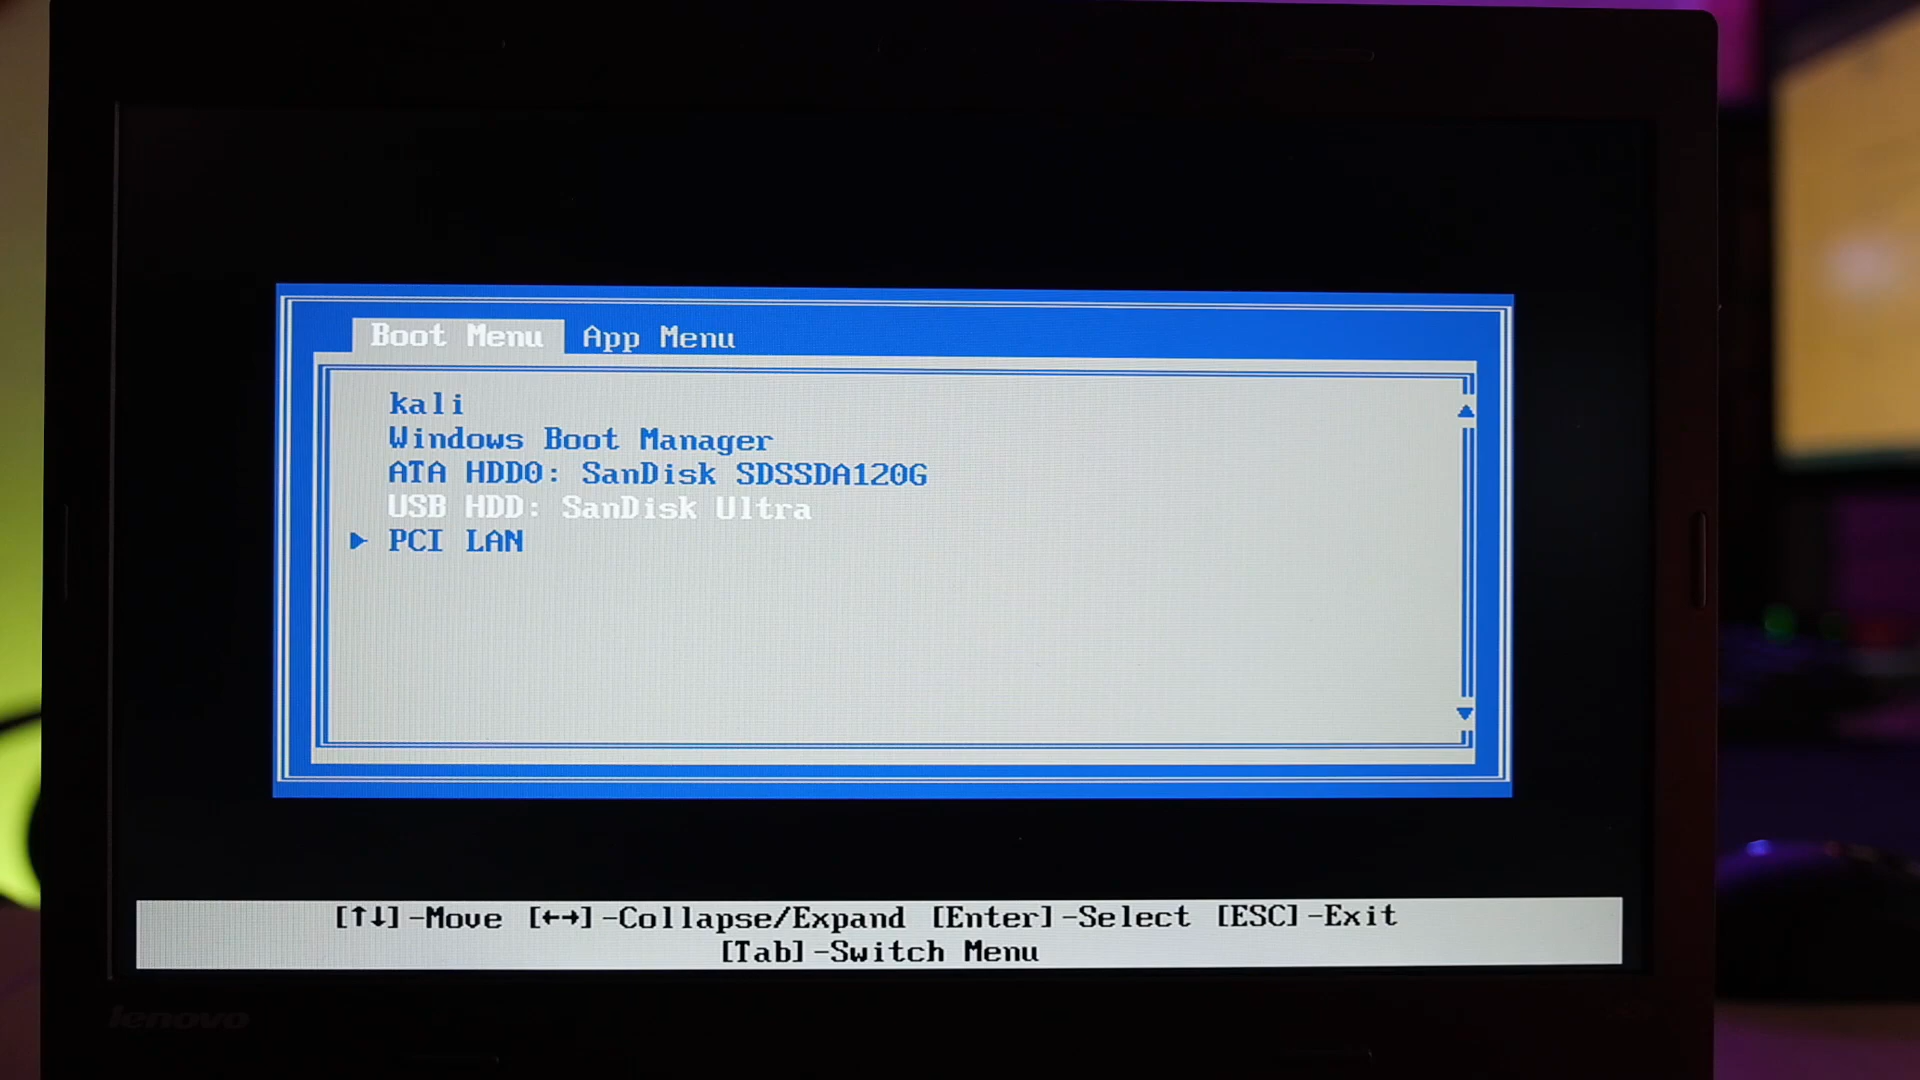 Boot Menu App Menu
kali
Windows Boot Manager
ATA HDD0: SanDisk SDSSDA120G
USB HDD: SanDisk Ultra
PCI LAN
[↑↓]-Move [←→]-Collapse/Expand [Enter]-Select [ESC]-Exit
[Tab]-Switch Menu
lenovo